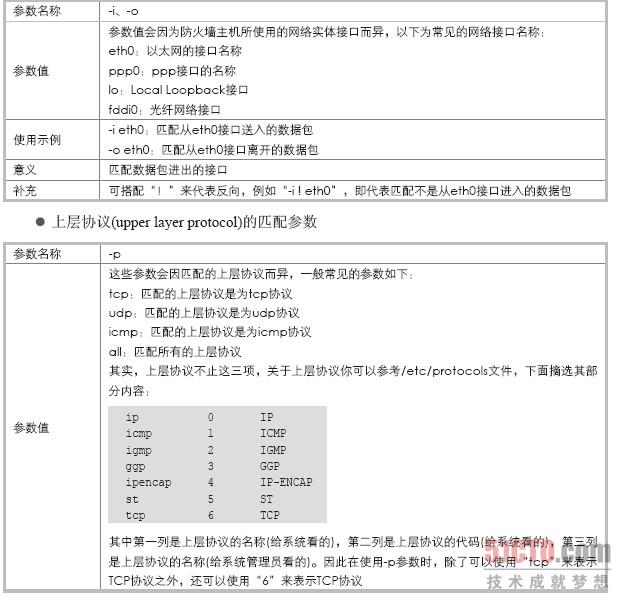 参数名称 -i、-o
参数值会因为防火墙主机所使用的网络实体接口而异，以下为常见的网络接口名称：
eth0：以太网的接口名称
参数值 ppp0：ppp接口的名称
lo：Local Loopback接口
fddi0：光纤网络接口
使用示例 -i eth0：匹配从eth0接口送入的数据包
-o eth0：匹配从eth0接口离开的数据包
意义 匹配数据包进出的接口
补充 可搭配“！”来代表反向，例如“-i ! eth0”，即代表匹配不是从eth0接口进入的数据包
● 上层协议(upper layer protocol)的匹配参数
参数名称 -p
这些参数会因匹配的上层协议而异，一般常见的参数如下：
tcp：匹配的上层协议是为tcp协议
udp：匹配的上层协议是为udp协议
icmp：匹配的上层协议是为icmp协议
all：匹配所有的上层协议
其实，上层协议不止这三项，关于上层协议你可以参考/etc/protocols文件，下面摘选其部
分内容：
参数值
ip 0 IP
icmp 1 ICMP
igmp 2 IGMP
ggp 3 GGP
ipencap 4 IP-ENCAP
st 5 ST
tcp 6 TCP
其中第一列是上层协议的名称(给系统看的)，第二列是上层协议的代码(给系统看的)，第三列
是上层协议的名称(给系统管理员看的)。因此在使用-p参数时，除了可以使用“tcp”来表示
TCP协议之外，还可以使用“6”来表示TCP协议
51CTO.com
技术成就梦想